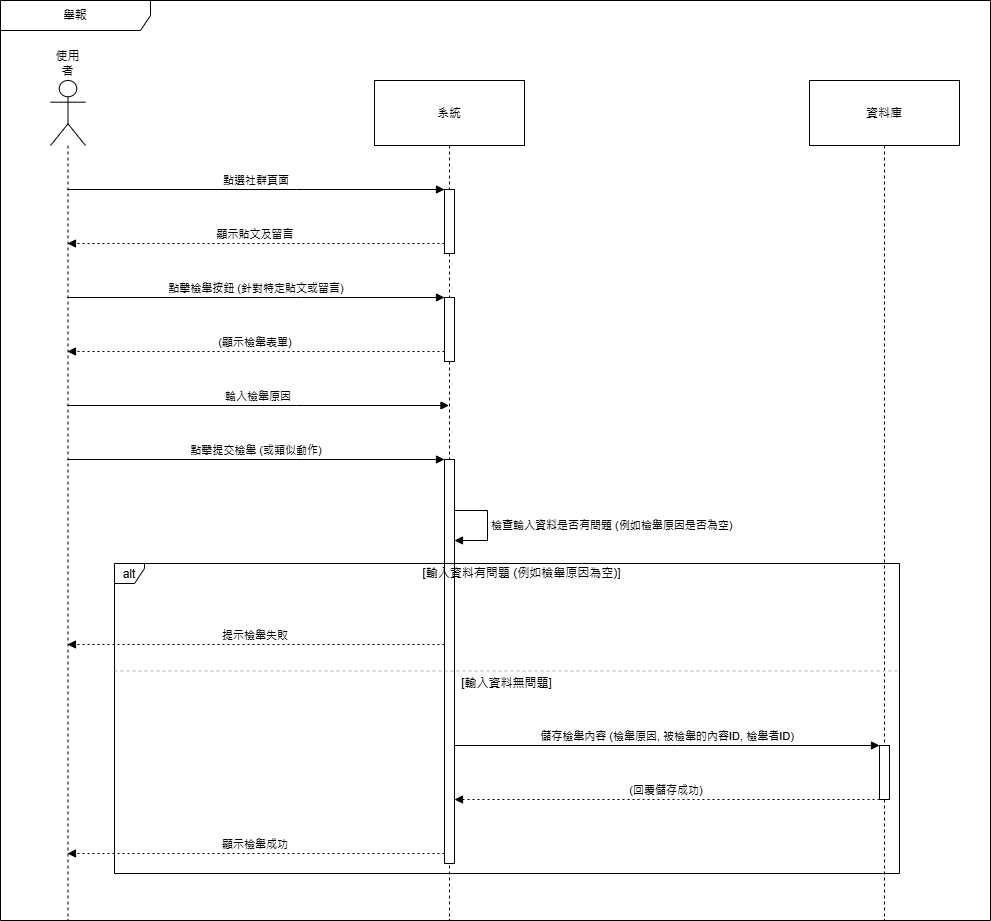 舉報
使用
者
系統
資料庫
點選社群頁面
顯示貼文及留言
點擊檢舉按鈕 (針對特定貼文或留言)
(顯示檢舉表單)
輸入檢舉原因
點擊提交檢舉 (或類似動作)
檢查輸入資料是否有問題 (例如檢舉原因是否為空)
alt
[輸入資料有問題 (例如檢舉原因為空)]
提示檢舉失敗
[輸入資料無問題]
儲存檢舉內容 (檢舉原因, 被檢舉的內容ID, 檢舉者ID)
(回覆儲存成功)
顯示檢舉成功